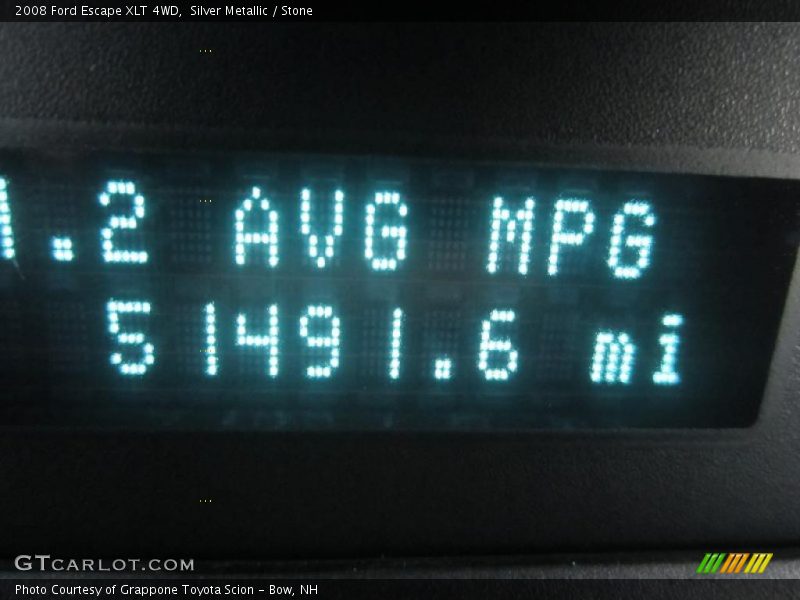 2008 Ford Escape XLT 4WD, Silver Metallic / Stone
.2 AVG MPG
51491.6 mi
GTCARLOT.COM
Photo Courtesy of Grappone Toyota Scion - Bow, NH